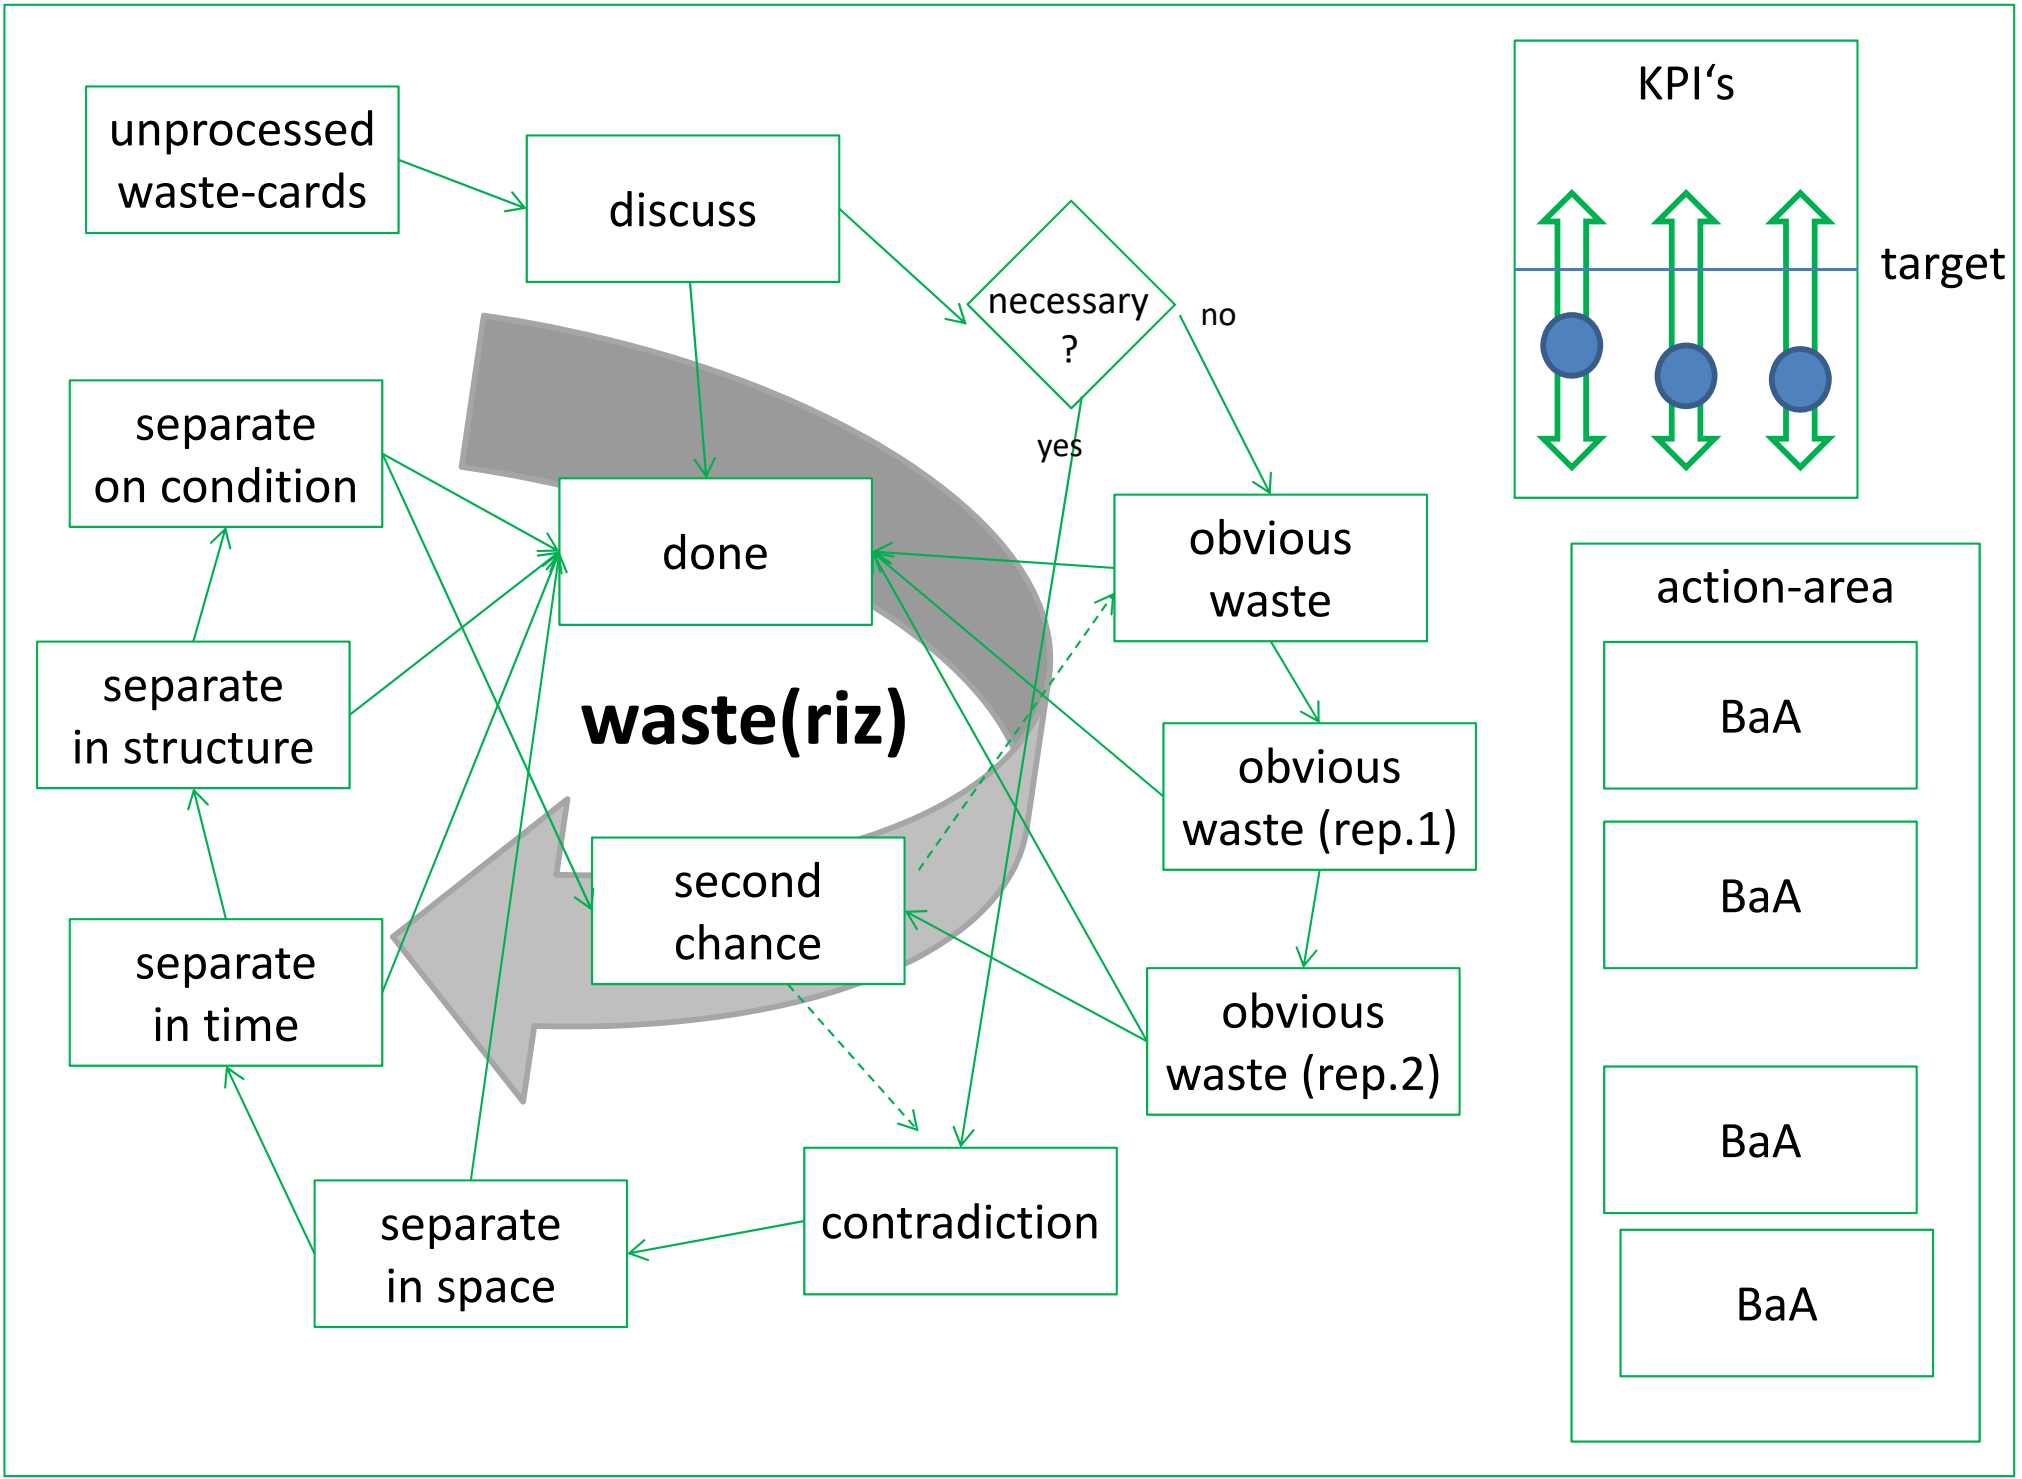 unprocessed
waste-cards
discuss
necessary
?
no
yes
KPI‘s
target
separate
on condition
done
obvious
waste
action-area
separate
in structure
waste(riz)
obvious
waste (rep.1)
BaA
BaA
second
chance
separate
in time
obvious
waste (rep.2)
BaA
separate
in space
contradiction
BaA